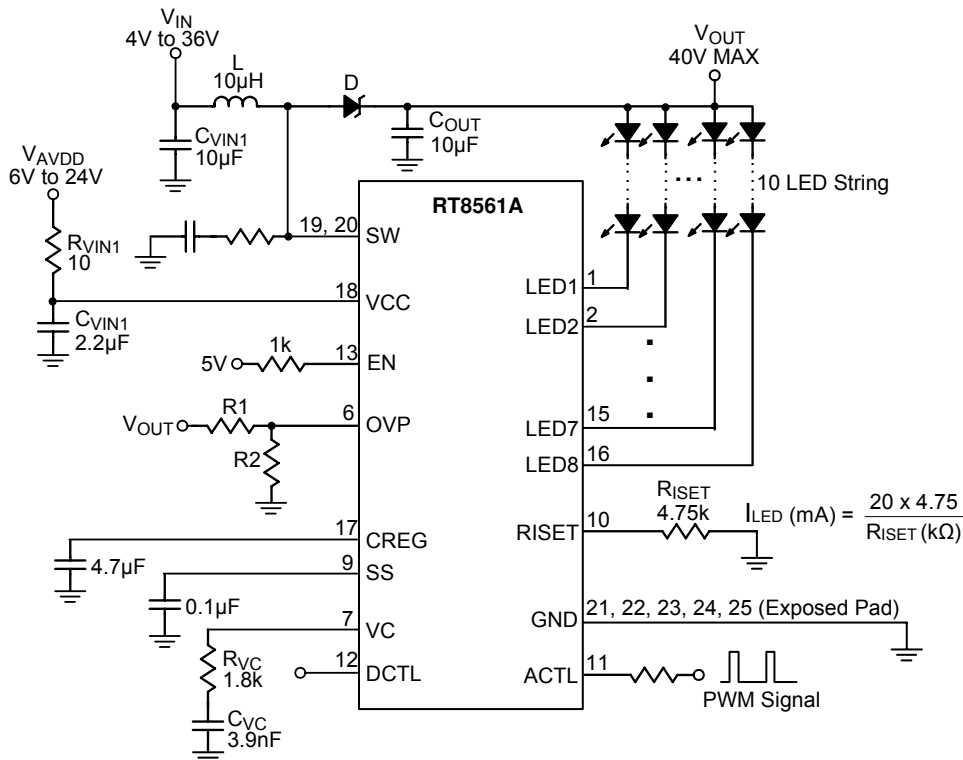 VIN
4V to 36V
L
10µH
D
VOUT
40V MAX
CVIN1
10µF
COUT
10µF
VAVDD
6V to 24V
10 LED String
RT8561A
RVIN1
10
19, 20
SW
LED1
1
18
VCC
LED2
2
CVIN1
2.2µF
1k
5V
13
EN
R1
VOUT
6
OVP
R2
LED7
15
LED8
16
RISET
4.75k
RISET
10
ILED (mA) = 20 x 4.75
RISET (kΩ)
17
CREG
4.7µF
9
SS
0.1µF
7
VC
GND
21, 22, 23, 24, 25 (Exposed Pad)
RVC
1.8k
12
DCTL
ACTL
11
PWM Signal
CVC
3.9nF